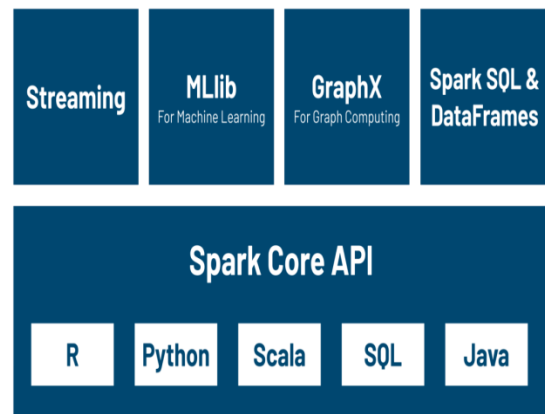 Streaming
MLlib
For Machine Learning
GraphX
For Graph Computing
Spark SQL &
DataFrames
Spark Core API
R
Python
Scala
SQL
Java